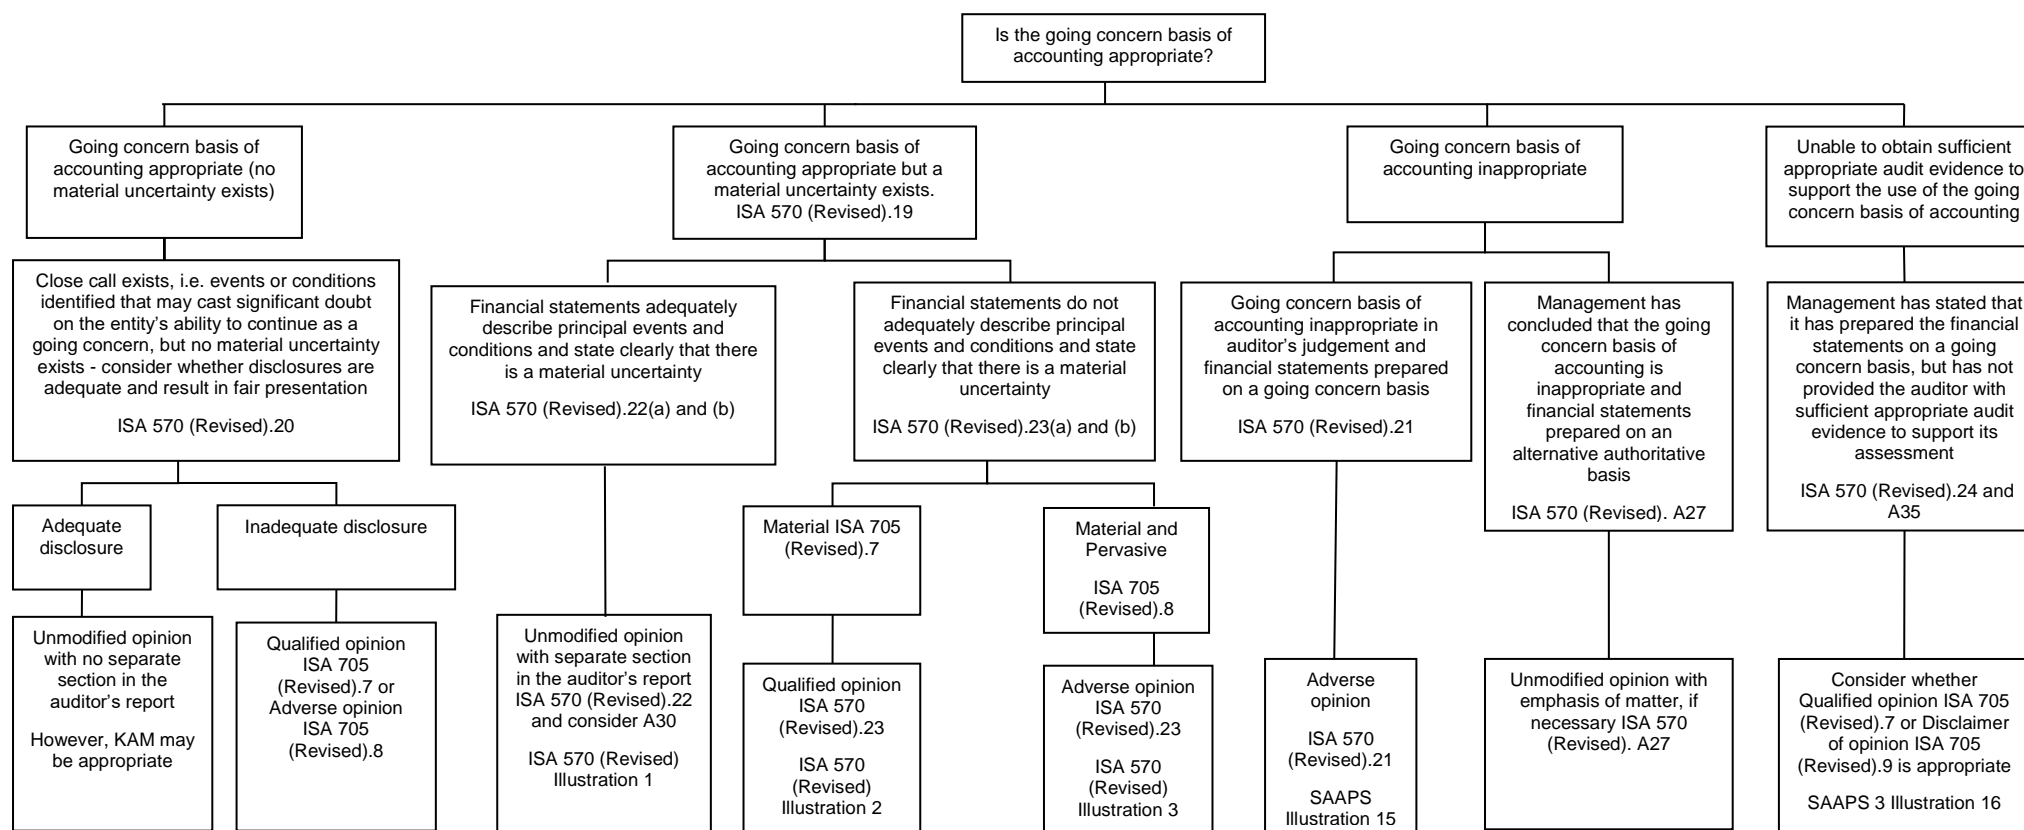 Is the going concern basis of
accounting appropriate?
Going concern basis of
accounting appropriate (no
material uncertainty exists)
Going concern basis of
accounting appropriate but a
material uncertainty exists.
ISA 570 (Revised).19
Going concern basis of
accounting inappropriate
Unable to obtain sufficient
appropriate audit evidence to
support the use of the going
concern basis of accounting
Close call exists, i.e. events or conditions
identified that may cast significant doubt
on the entity’s ability to continue as a
going concern, but no material uncertainty
exists - consider whether disclosures are
adequate and result in fair presentation
ISA 570 (Revised).20
Financial statements adequately
describe principal events and
conditions and state clearly that there
is a material uncertainty
ISA 570 (Revised).22(a) and (b)
Financial statements do not
adequately describe principal
events and conditions and state
clearly that there is a material
uncertainty
ISA 570 (Revised).23(a) and (b)
Going concern basis of
accounting inappropriate in
auditor’s judgement and
financial statements prepared
on a going concern basis
ISA 570 (Revised).21
Management has
concluded that the going
concern basis of
accounting is
inappropriate and
financial statements
prepared on an
alternative authoritative
basis
ISA 570 (Revised). A27
Management has stated that
it has prepared the financial
statements on a going
concern basis, but has not
provided the auditor with
sufficient appropriate audit
evidence to support its
assessment
ISA 570 (Revised).24 and
A35
Adequate
disclosure
Inadequate disclosure
Material ISA 705
(Revised).7
Material and
Pervasive
ISA 705
(Revised).8
Unmodified opinion
with no separate
section in the
auditor’s report
However, KAM may
be appropriate
Qualified opinion
ISA 705
(Revised).7 or
Adverse opinion
ISA 705
(Revised).8
Unmodified opinion
with separate section
in the auditor’s report
ISA 570 (Revised).22
and consider A30
ISA 570 (Revised)
Illustration 1
Qualified opinion
ISA 570
(Revised).23
ISA 570
(Revised)
Illustration 2
Adverse opinion
ISA 570
(Revised).23
ISA 570
(Revised)
Illustration 3
Adverse
opinion
ISA 570
(Revised).21
SAAPS
Illustration 15
Unmodified opinion with
emphasis of matter, if
necessary ISA 570
(Revised). A27
Consider whether
Qualified opinion ISA 705
(Revised).7 or Disclaimer
of opinion ISA 705
(Revised).9 is appropriate
SAAPS 3 Illustration 16